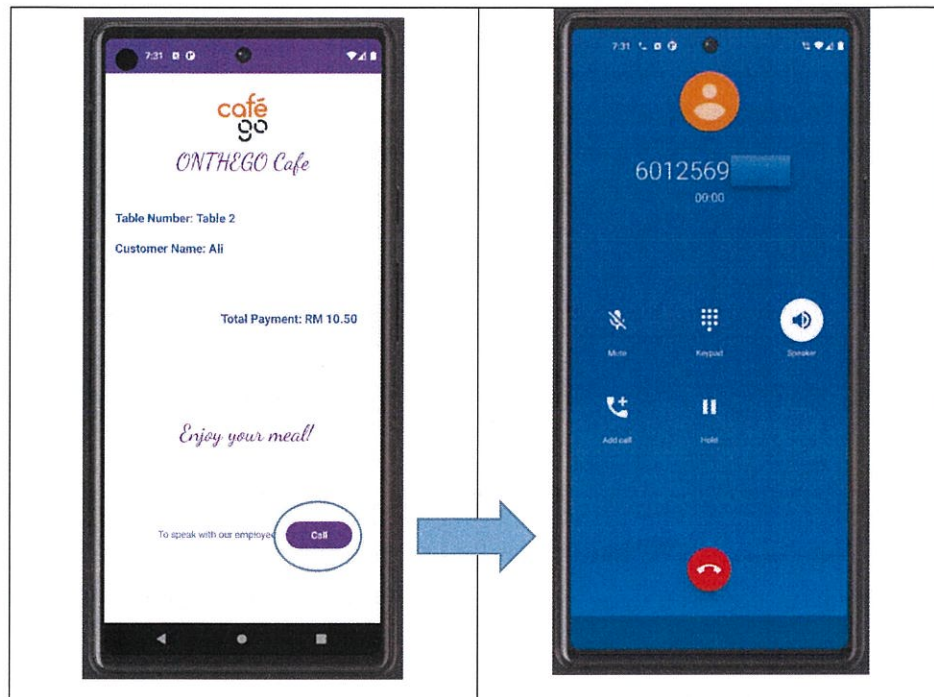 7:31
café
go
ONTHEGO Cafe
Table Number: Table 2
Customer Name: Ali
Total Payment: RM 10.50
Enjoy your meal!
To speak with our employee
Call
7:31
6012569
00:00
Mute
Keypad
Speaker
Add call
Hold